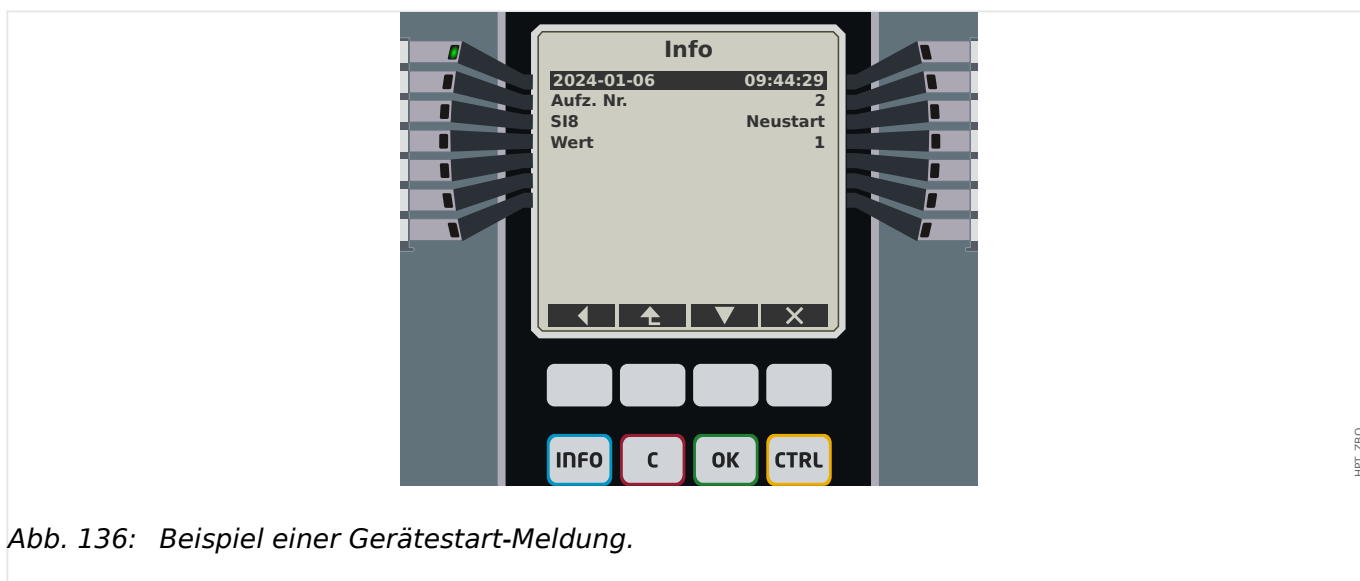 Info
2024-01-06 09:44:29
Aufz. Nr. 2
SI8 Neustart
Wert 1
INFO C OK CTRL
Abb. 136: Beispiel einer Gerätestart-Meldung.